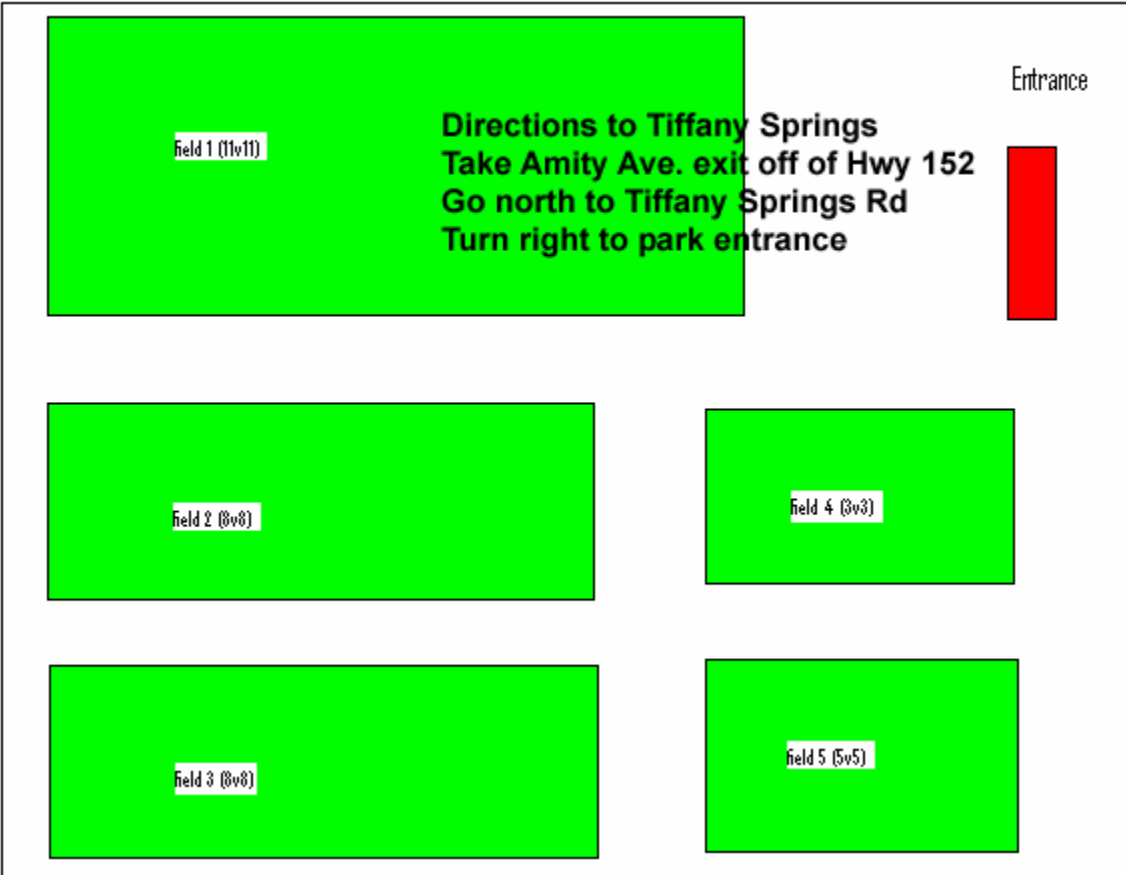 Entrance
Directions to Tiffany Springs
field 1 (11v11)
Take Amity Ave. exit off of Hwy 152
Go north to Tiffany Springs Rd
Turn right to park entrance
field 2 (8v8)
field 4 (3v3)
field 3 (8v8)
field 5 (5v5)